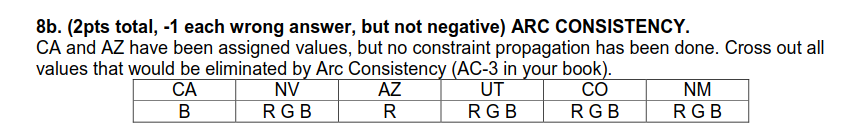 8b. (2pts total, -1 each wrong answer, but not negative) ARC CONSISTENCY.
CA and AZ have been assigned values, but no constraint propagation has been done. Cross out all
values that would be eliminated by Arc Consistency (AC-3 in your book).
CA NV AZ UT CO NM
B R G B R R G B R G B R G B